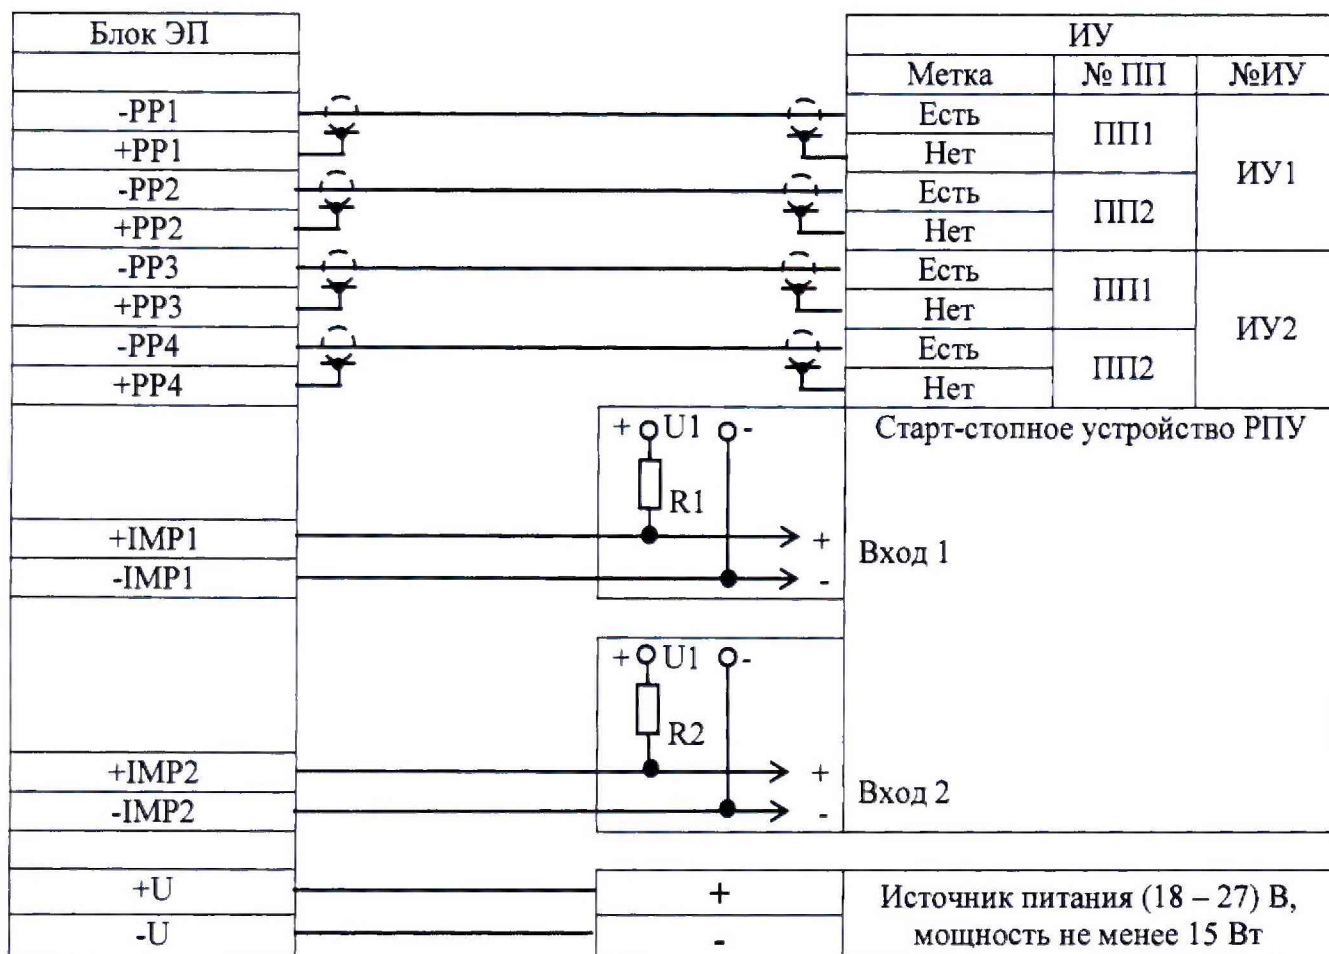 Блок ЭП
ИУ
Метка № ПП №ИУ
-PP1 Есть ПП1 ИУ1
+PP1 Нет
-PP2 Есть ПП2
+PP2 Нет
-PP3 Есть ПП1 ИУ2
+PP3 Нет
-PP4 Есть ПП2
+PP4 Нет
+ U1 - Старт-стопное устройство РПУ
R1
+IMP1 + Вход 1
-IMP1 -
+ U1 -
R2
+IMP2 + Вход 2
-IMP2 -
+U + Источник питания (18 – 27) В,
-U - мощность не менее 15 Вт